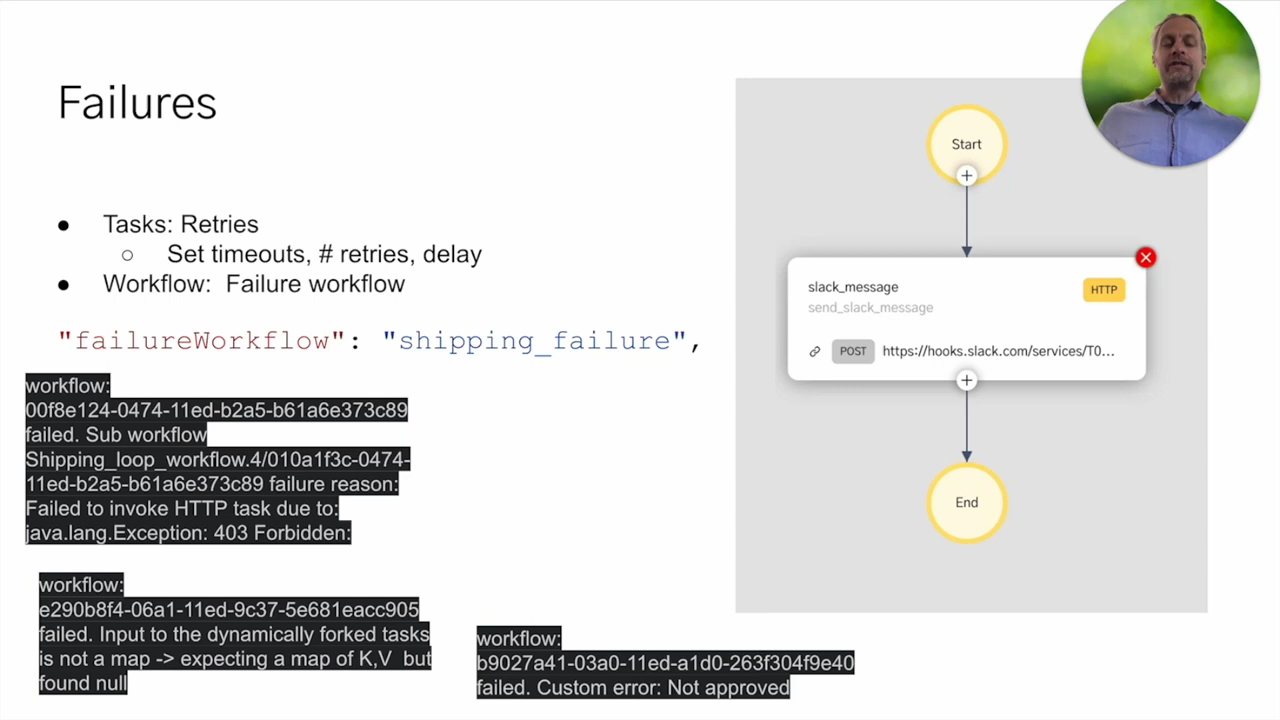 Failures
● Tasks: Retries
○ Set timeouts, # retries, delay
● Workflow: Failure workflow
"failureWorkflow": "shipping_failure",
workflow:
00f8e124-0474-11ed-b2a5-b61a6e373c89
failed. Sub workflow
Shipping_loop_workflow.4/010a1f3c-0474-
11ed-b2a5-b61a6e373c89 failure reason:
Failed to invoke HTTP task due to:
java.lang.Exception: 403 Forbidden:
workflow:
e290b8f4-06a1-11ed-9c37-5e681eacc905
failed. Input to the dynamically forked tasks
is not a map -> expecting a map of K,V but
found null
workflow:
b9027a41-03a0-11ed-a1d0-263f304f9e40
failed. Custom error: Not approved
Start
slack_message
HTTP
send_slack_message
POST https://hooks.slack.com/services/T0...
End